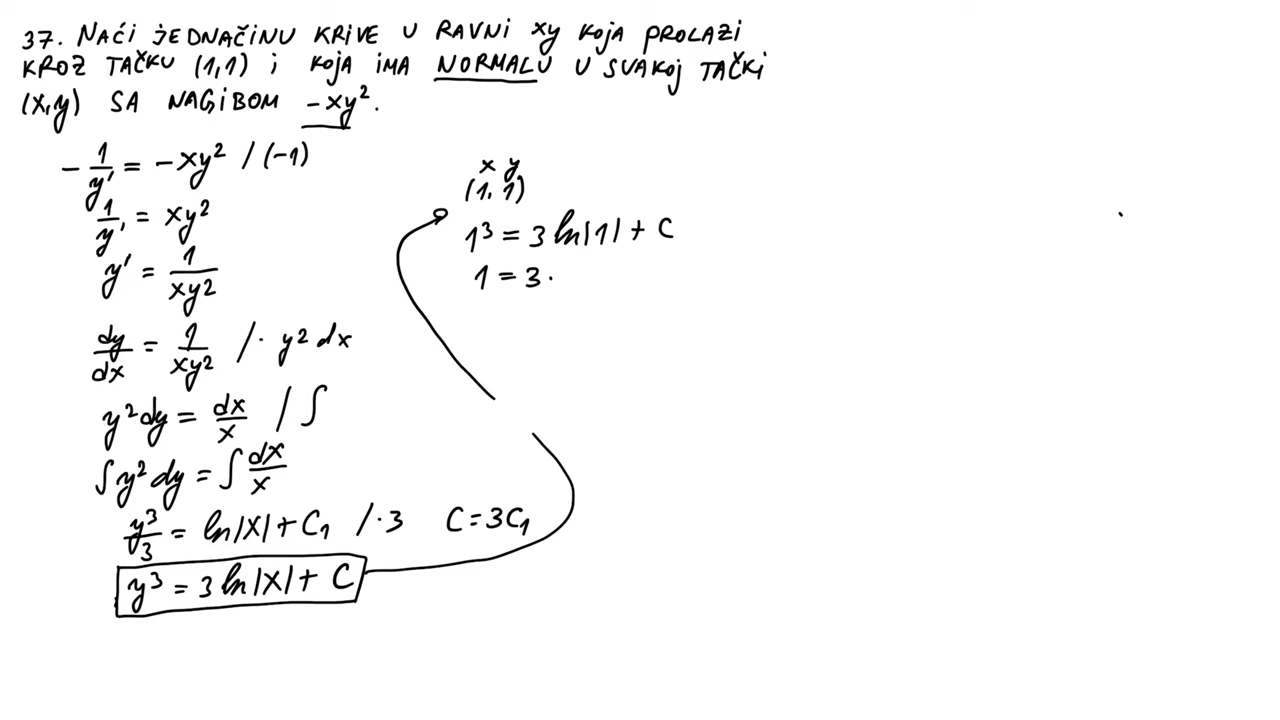 37. NAĆI JEDNAČINU KRIVE U RAVNI xy KOJA PROLAZI
KROZ TAČKU (1,1) i KOJA IMA NORMALU U SVAKOJ TAČKI
(x,y) SA NAGIBOM -xy².
-1/y' = -xy² /(-1)
1/y' = xy²
y' = 1/xy²
dy/dx = 1/xy² /· y²dx
y²dy = dx/x / ∫
∫y²dy = ∫dx/x
y³/3 = ln|x| + C₁ /·3 C = 3C₁
y³ = 3 ln|x| + C
x y
(1, 1)
1³ = 3 ln|1| + C
1 = 3·